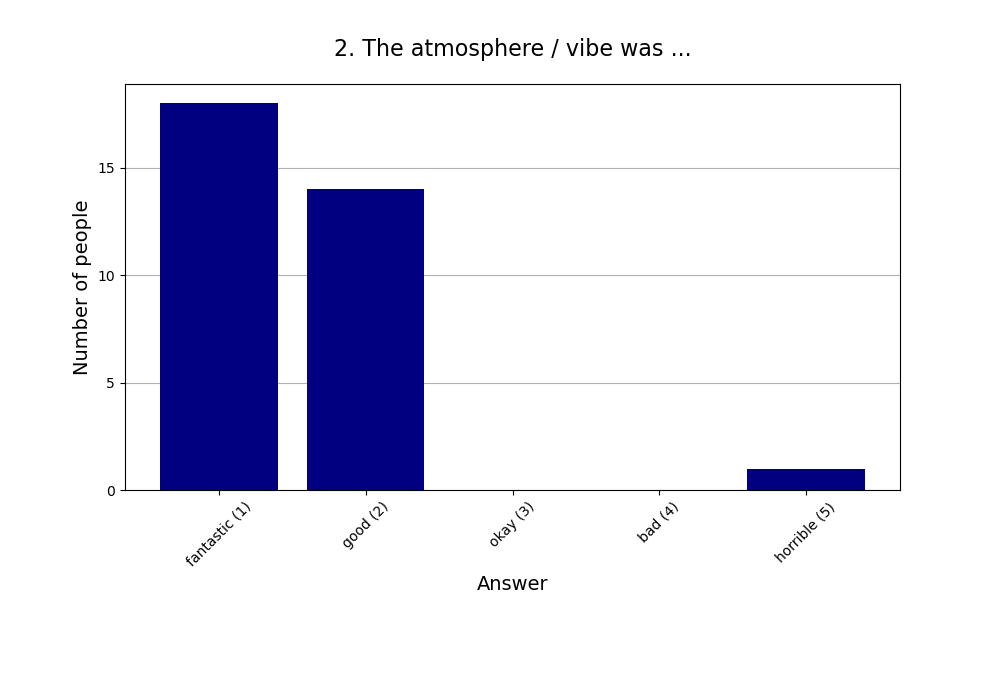 2. The atmosphere / vibe was ...
Number of people
15
10
5
0
fantastic (1)
good (2)
okay (3)
bad (4)
horrible (5)
Answer